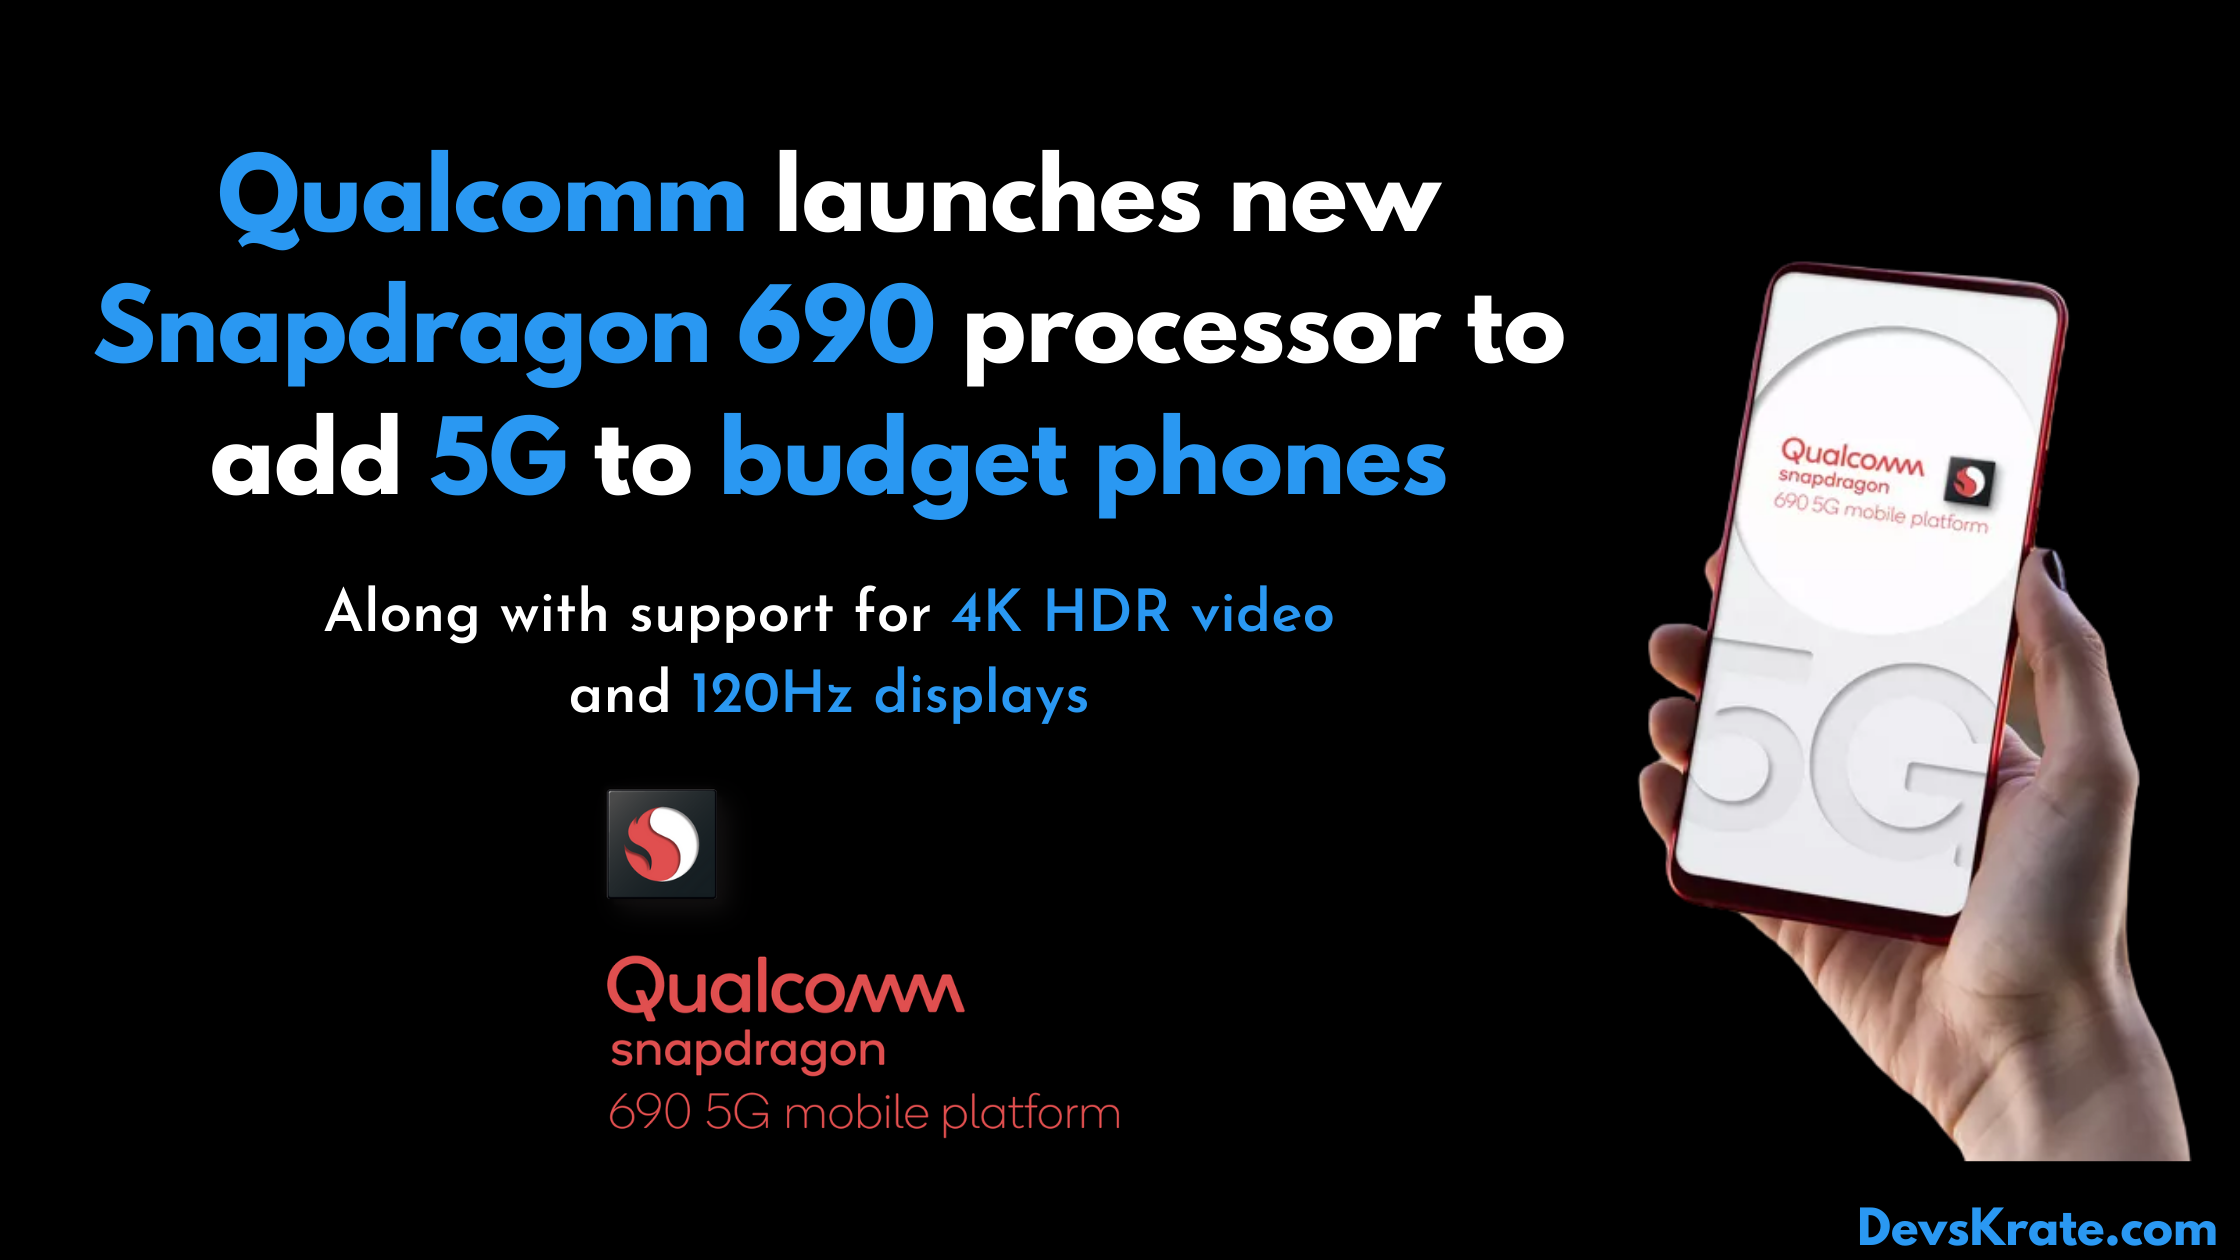 Qualcomm launches new
Snapdragon 690 processor to
add 5G to budget phones
Along with support for 4K HDR video
and 120Hz displays
Qualcomm
snapdragon
690 5G mobile platform
Qualcomm
snapdragon
690 5G mobile platform
5G
DevsKrate.com